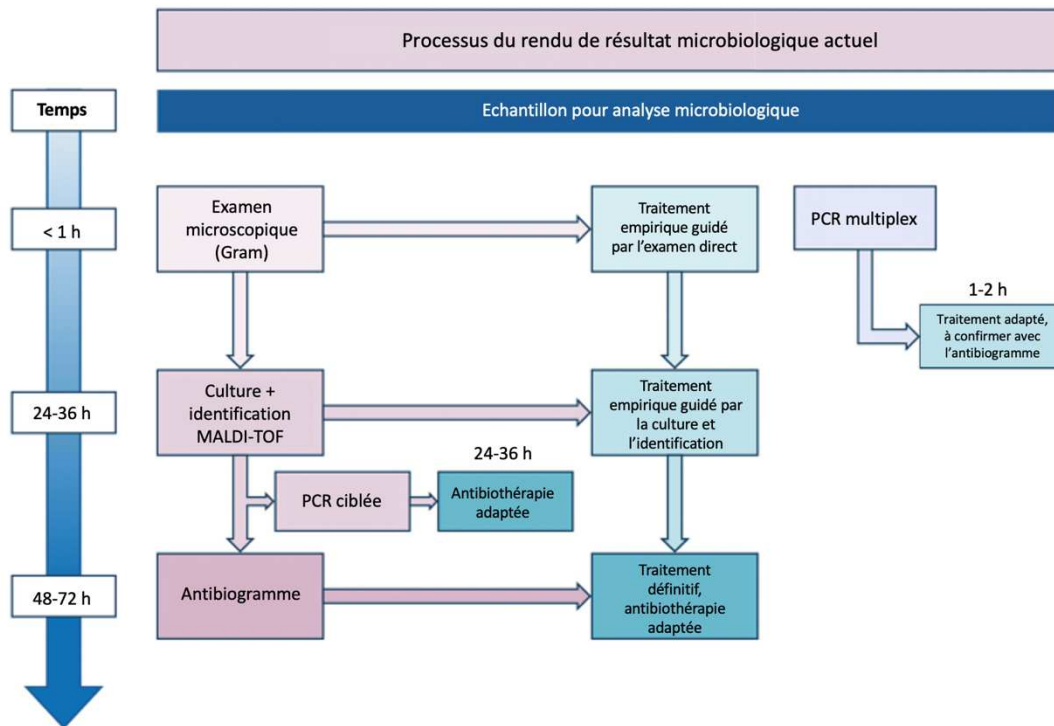 Processus du rendu de résultat microbiologique actuel
Temps
Echantillon pour analyse microbiologique
< 1 h
Examen
microscopique
(Gram)
Traitement
empirique guidé
par l’examen direct
PCR multiplex
1-2 h
Traitement adapté,
à confirmer avec
l’antibiogramme
24-36 h
Culture +
identification
MALDI-TOF
Traitement
empirique guidé par
la culture et
l’identification
24-36 h
PCR ciblée
Antibiothérapie
adaptée
48-72 h
Antibiogramme
Traitement
définitif,
antibiothérapie
adaptée